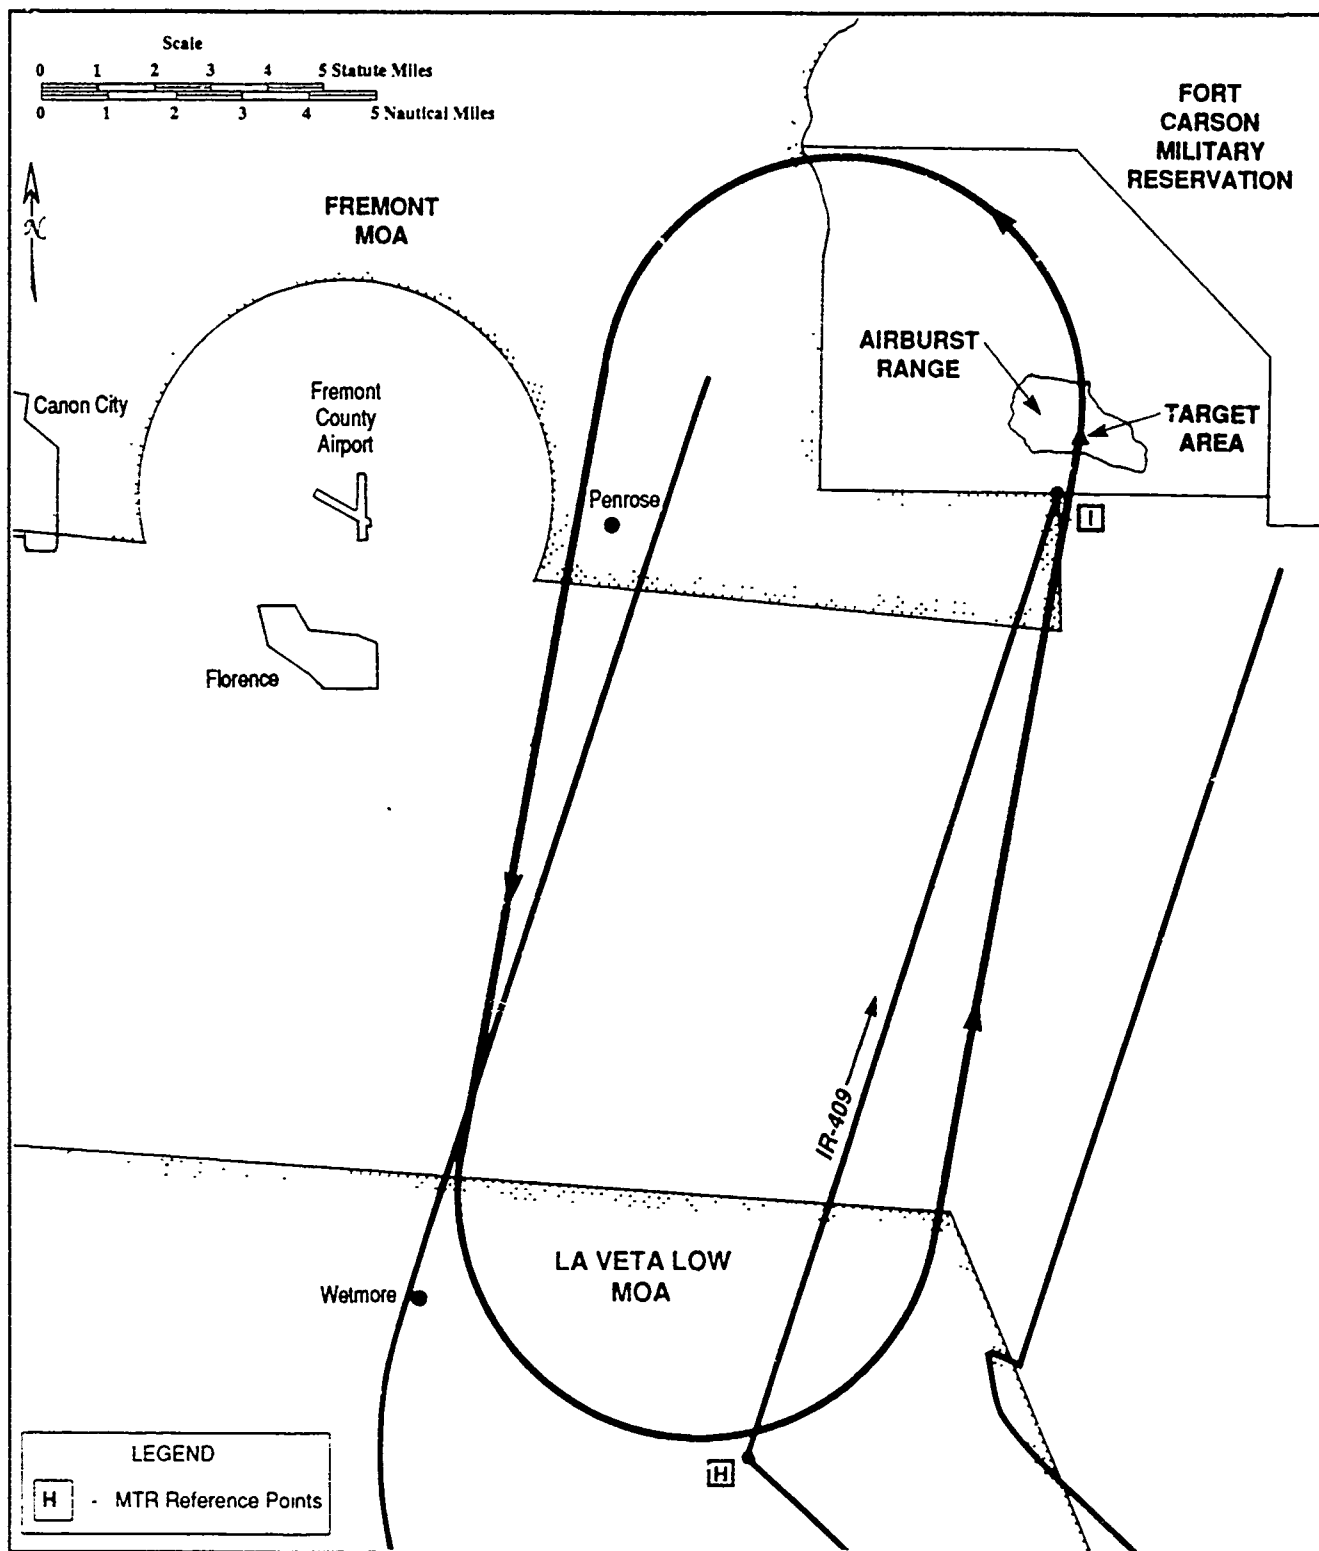 Scale
0 1 2 3 4 5 Statute Miles
0 1 2 3 4 5 Nautical Miles
N
FORT
CARSON
MILITARY
RESERVATION
FREMONT
MOA
AIRBURST
RANGE
TARGET
AREA
Canon City
Fremont
County
Airport
Penrose
I
Florence
IR-409
LA VETA LOW
MOA
Wetmore
H
LEGEND
H - MTR Reference Points